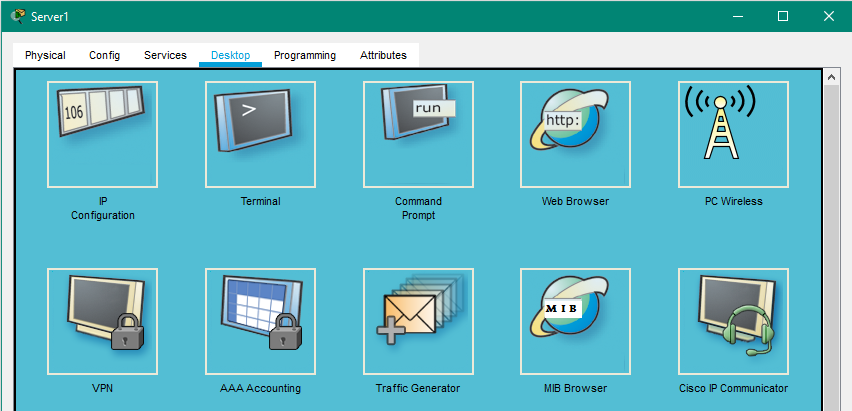 Server1
Physical Config Services Desktop Programming Attributes
106
>
run
http:
IP
Configuration
Terminal
Command
Prompt
Web Browser
PC Wireless
MIB
VPN
AAA Accounting
Traffic Generator
MIB Browser
Cisco IP Communicator